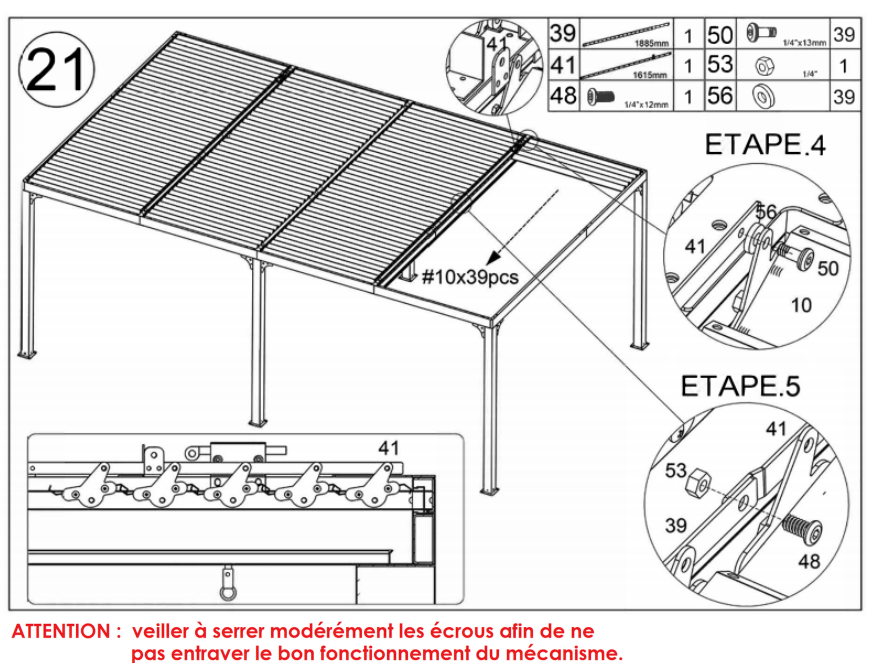 21
41
39 1885mm 1 50 1/4"x13mm 39
41 1615mm 1 53 1/4" 1
48 1/4"x12mm 1 56 39
ETAPE.4
56
41
50
10
#10x39pcs
ETAPE.5
41
53
39
48
41
ATTENTION : veiller à serrer modérément les écrous afin de ne
pas entraver le bon fonctionnement du mécanisme.